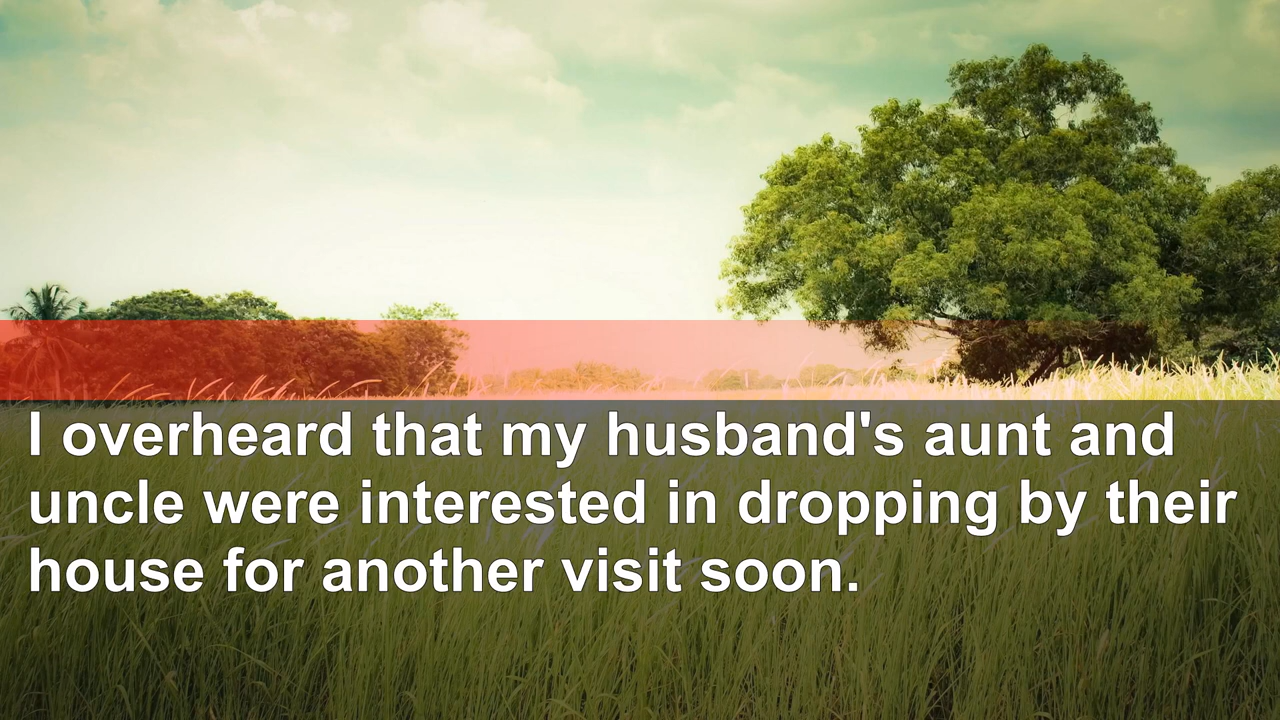 I overheard that my husband's aunt and
uncle were interested in dropping by their
house for another visit soon.